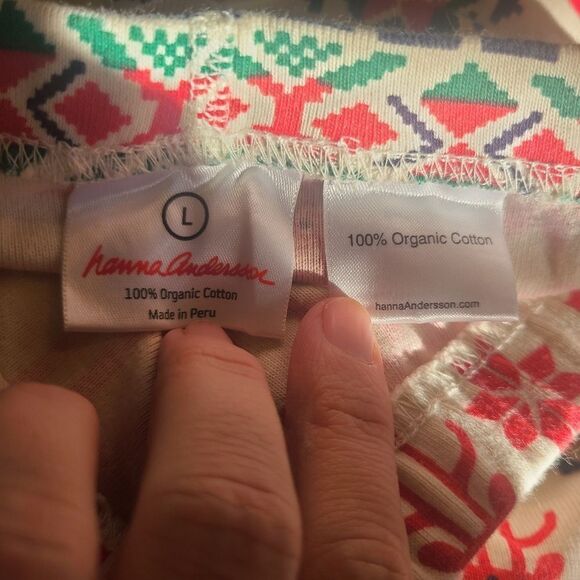 L
hanna Andersson
100% Organic Cotton
Made in Peru
100% Organic Cotton
hannaAndersson.com